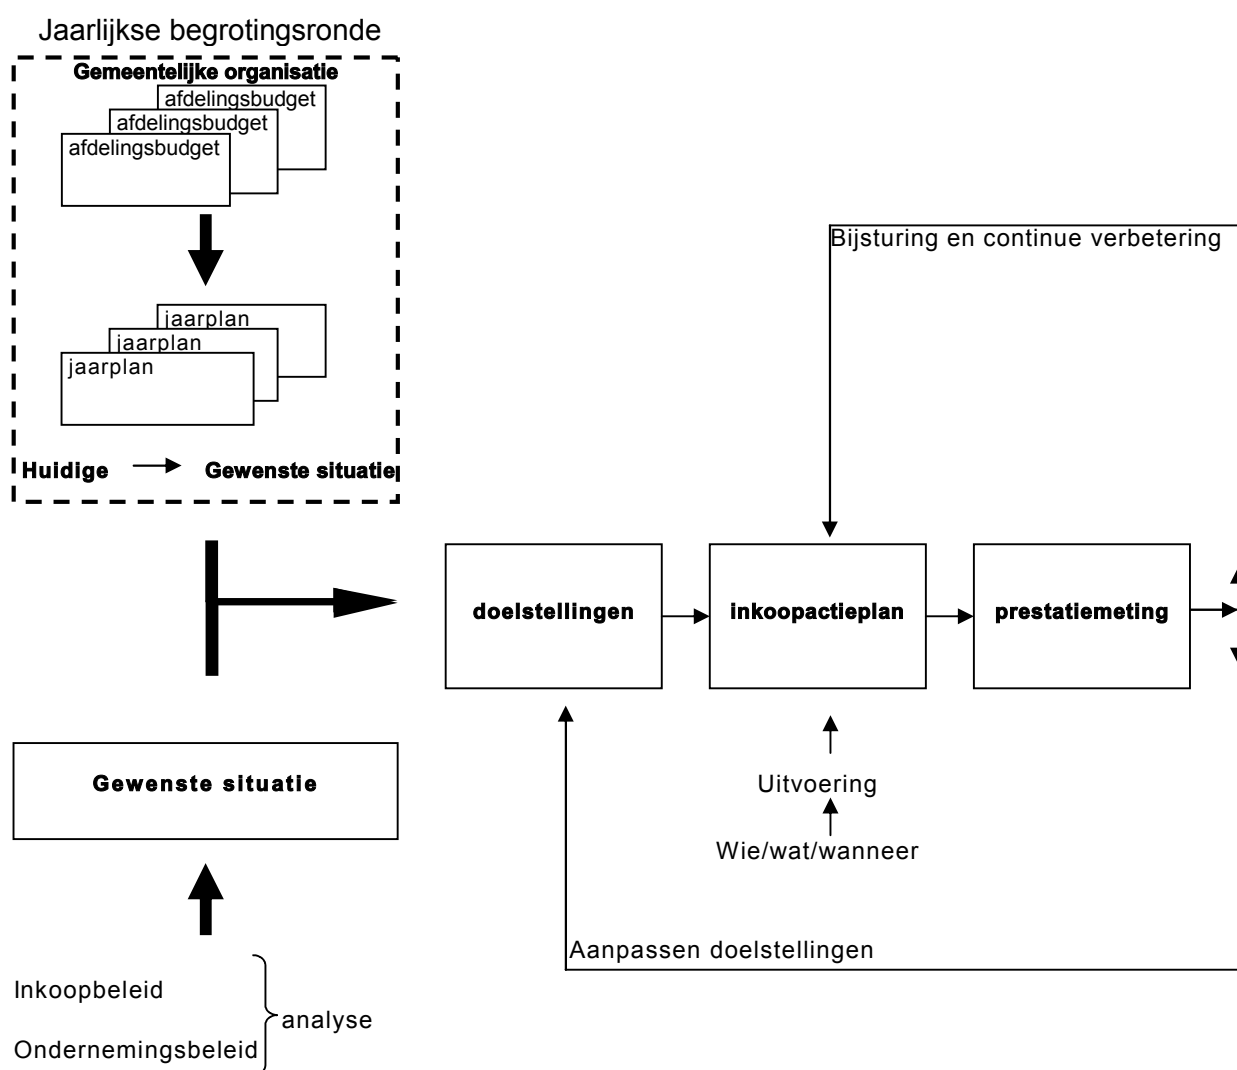 Jaarlijkse begrotingsronde
Gemeentelijke organisatie
afdelingsbudget
afdelingsbudget
afdelingsbudget
jaarplan
jaarplan
jaarplan
Huidige Gewenste situatie
Bijsturing en continue verbetering
doelstellingen
inkoopactieplan
prestatiemeting
Uitvoering
Wie/wat/wanneer
Aanpassen doelstellingen
Gewenste situatie
Inkoopbeleid
analyse
Ondernemingsbeleid